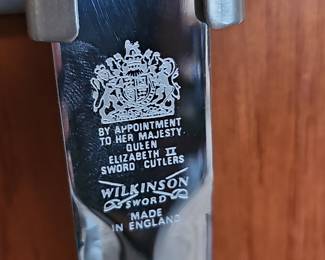 BY APPOINTMENT
TO HER MAJESTY
QUEEN
ELIZABETH II
SWORD CUTLERS
WILKINSON
SWORD
MADE
IN ENGLAND